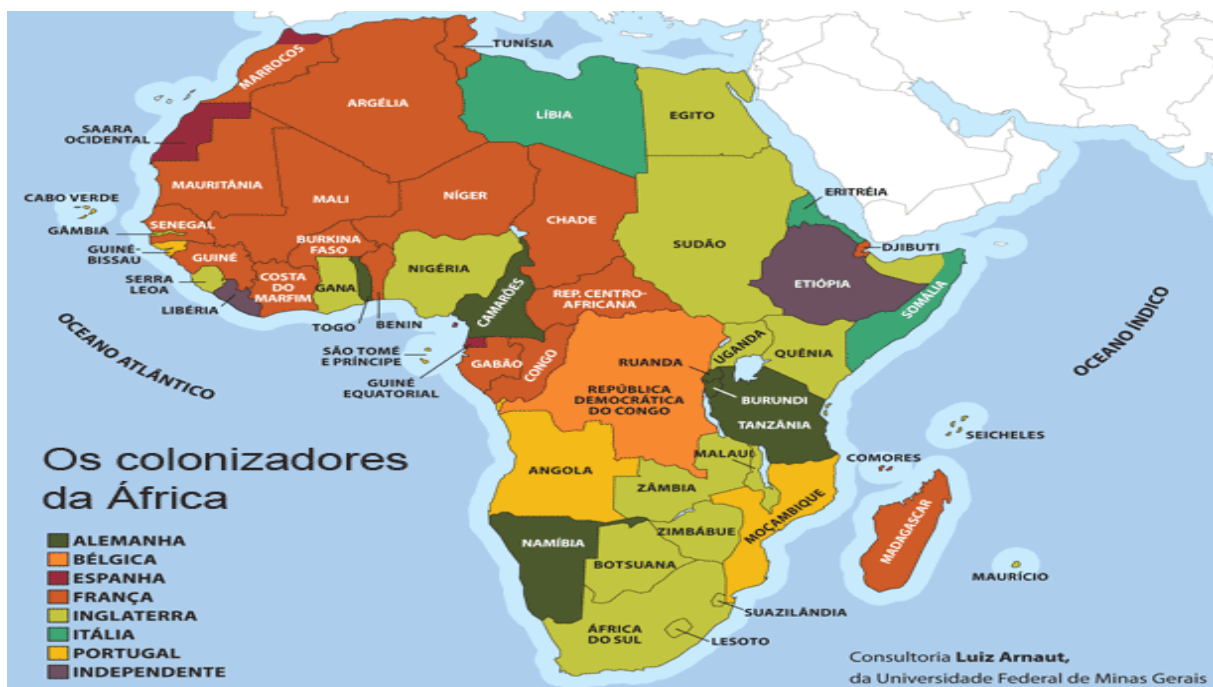 TUNÍSIA
MARROCOS
ARGÉLIA
LÍBIA
EGITO
SAARA
OCIDENTAL
MAURITÂNIA
MALI
NÍGER
CHADE
SUDÃO
ERITRÉIA
CABO VERDE
SENEGAL
GÂMBIA
GUINÉ-
BISSAU
GUINÉ
BURKINA
FASO
NIGÉRIA
DJIBUTI
ETIÓPIA
SOMÁLIA
SERRA
LEOA
COSTA
DO
MARFIM
GANA
CAMARÕES
REP. CENTRO-
AFRICANA
LIBÉRIA
TOGO
BENIN
OCEANO ATLÂNTICO
OCEANO ÍNDICO
SÃO TOMÉ
E PRÍNCIPE
GUINÉ
EQUATORIAL
GABÃO
CONGO
UGANDA
QUÊNIA
RUANDA
REPÚBLICA
DEMOCRÁTICA
DO CONGO
BURUNDI
TANZÂNIA
SEICHELES
COMORES
MALAUÍ
ANGOLA
ZÂMBIA
MOÇAMBIQUE
MADAGASCAR
ZIMBÁBUE
NAMÍBIA
BOTSUANA
MAURÍCIO
SUAZILÂNDIA
ÁFRICA
DO SUL
LESOTO
Os colonizadores
da África
ALEMANHA
BÉLGICA
ESPANHA
FRANÇA
INGLATERRA
ITÁLIA
PORTUGAL
INDEPENDENTE
Consultoria Luiz Arnaut,
da Universidade Federal de Minas Gerais